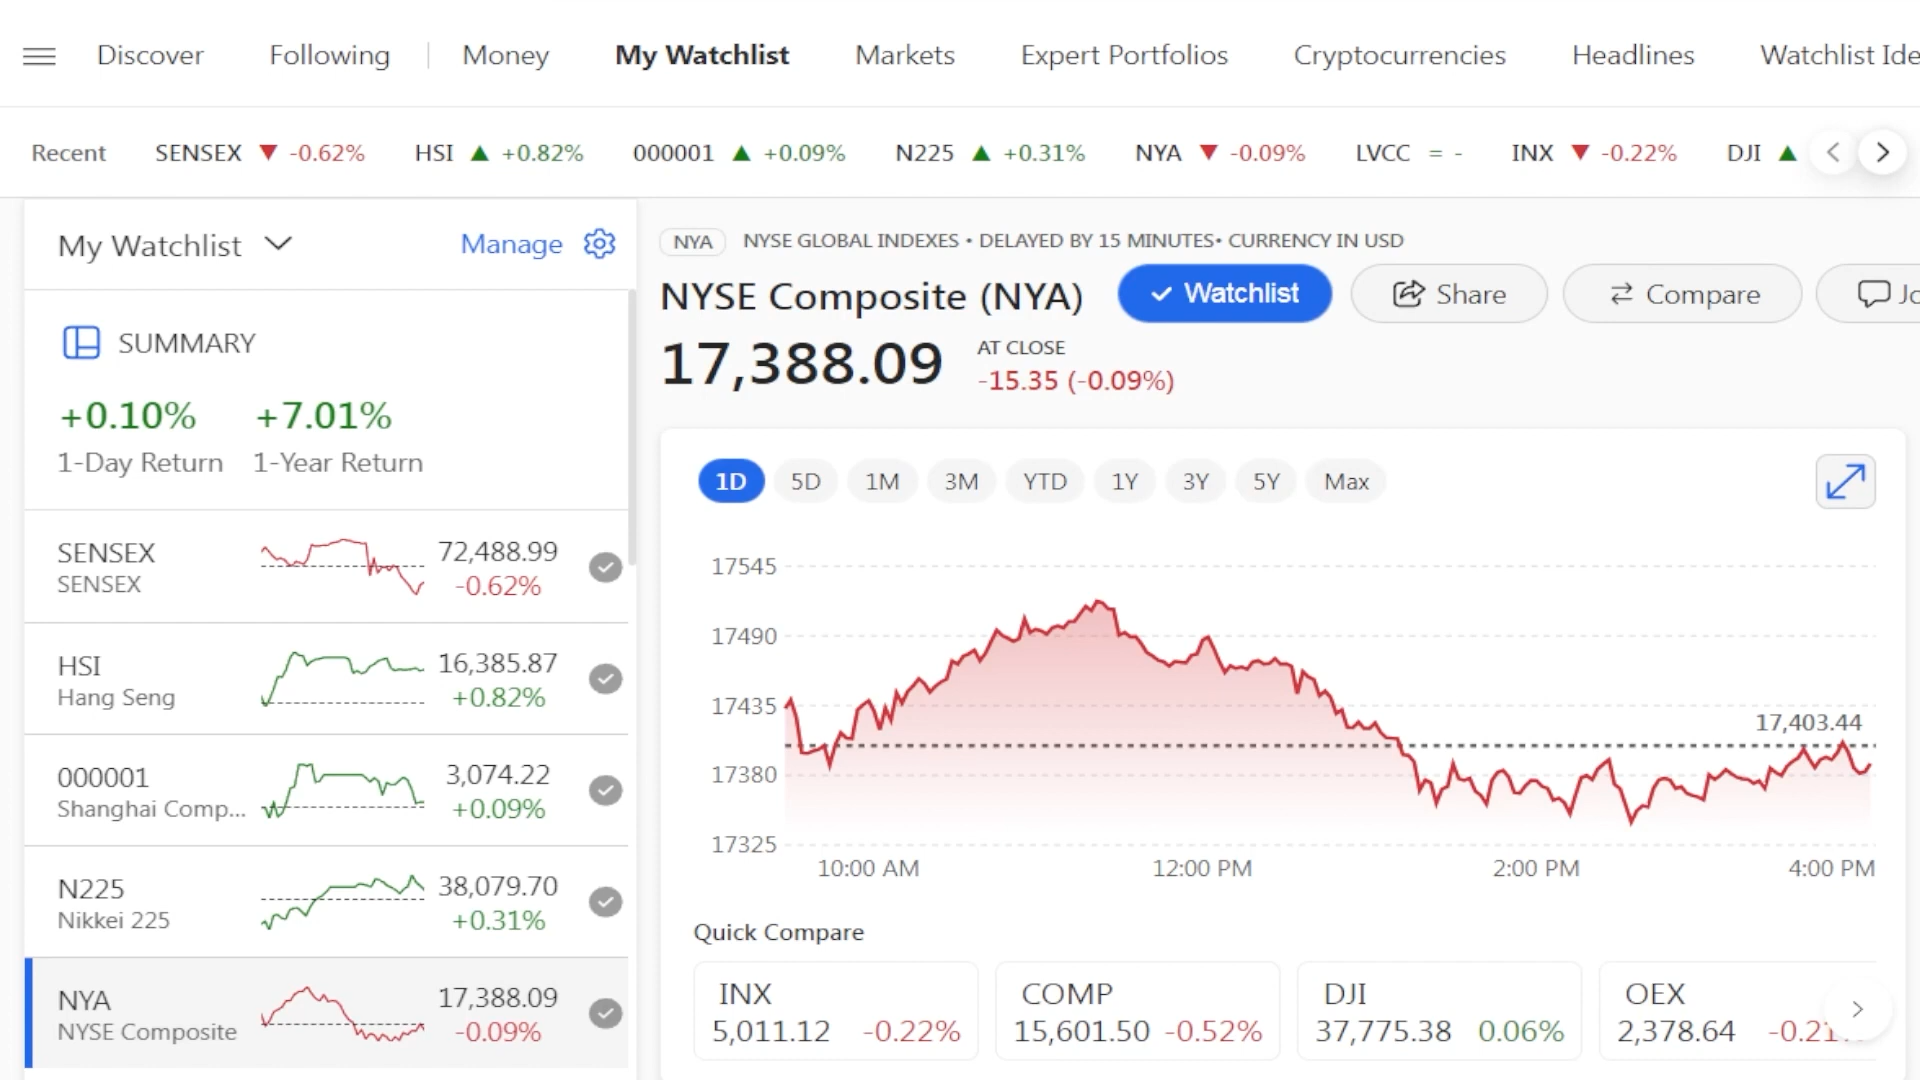 Discover Following Money My Watchlist Markets Expert Portfolios Cryptocurrencies Headlines Watchlist Ide
Recent SENSEX ▼ -0.62% HSI ▲ +0.82% 000001 ▲ +0.09% N225 ▲ +0.31% NYA ▼ -0.09% LVCC = - INX ▼ -0.22% DJI ▲
My Watchlist Manage
SUMMARY
+0.10% +7.01%
1-Day Return 1-Year Return
SENSEX 72,488.99
SENSEX -0.62%
HSI 16,385.87
Hang Seng +0.82%
000001 3,074.22
Shanghai Comp... +0.09%
N225 38,079.70
Nikkei 225 +0.31%
NYA 17,388.09
NYSE Composite -0.09%
NYA NYSE GLOBAL INDEXES • DELAYED BY 15 MINUTES• CURRENCY IN USD
NYSE Composite (NYA) Watchlist Share Compare Jo
17,388.09 AT CLOSE
-15.35 (-0.09%)
1D 5D 1M 3M YTD 1Y 3Y 5Y Max
17545
17490
17435
17,403.44
17380
17325
10:00 AM 12:00 PM 2:00 PM 4:00 PM
Quick Compare
INX COMP DJI OEX
5,011.12 -0.22% 15,601.50 -0.52% 37,775.38 0.06% 2,378.64 -0.21